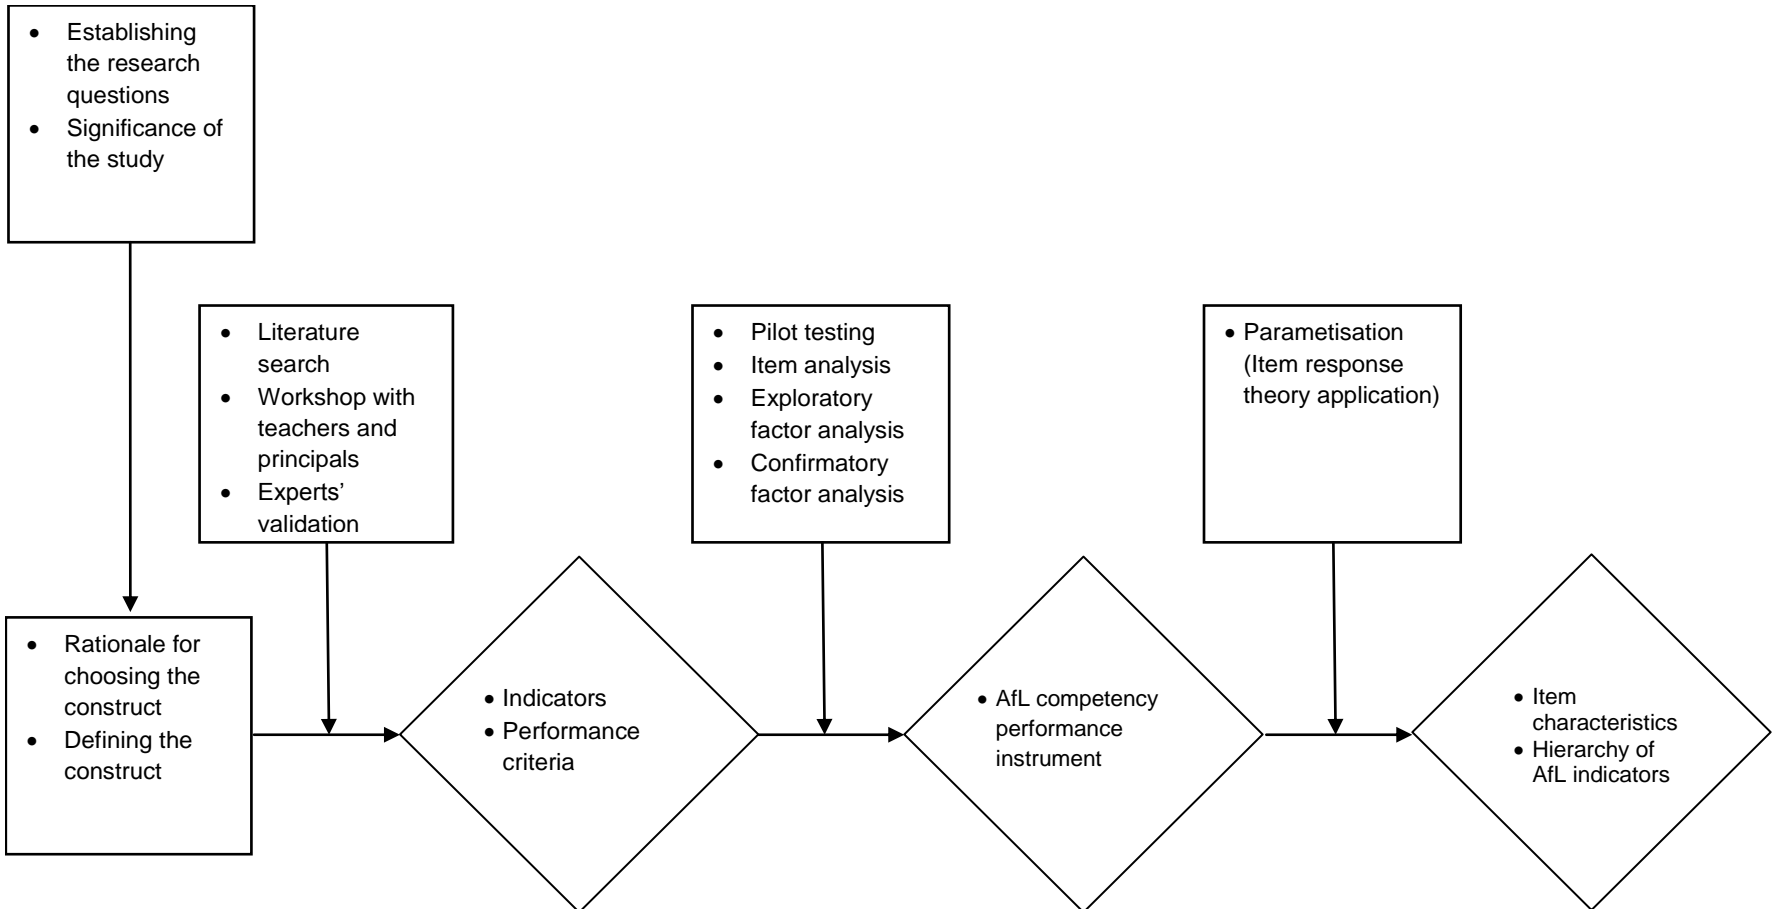 • Establishing
the research
questions
• Significance of
the study
• Literature
search
• Workshop with
teachers and
principals
• Experts’
validation
• Pilot testing
• Item analysis
• Exploratory
factor analysis
• Confirmatory
factor analysis
• Parametisation
(Item response
theory application)
• Rationale for
choosing the
construct
• Defining the
construct
• Indicators
• Performance
criteria
• AfL competency
performance
instrument
• Item
characteristics
• Hierarchy of
AfL indicators